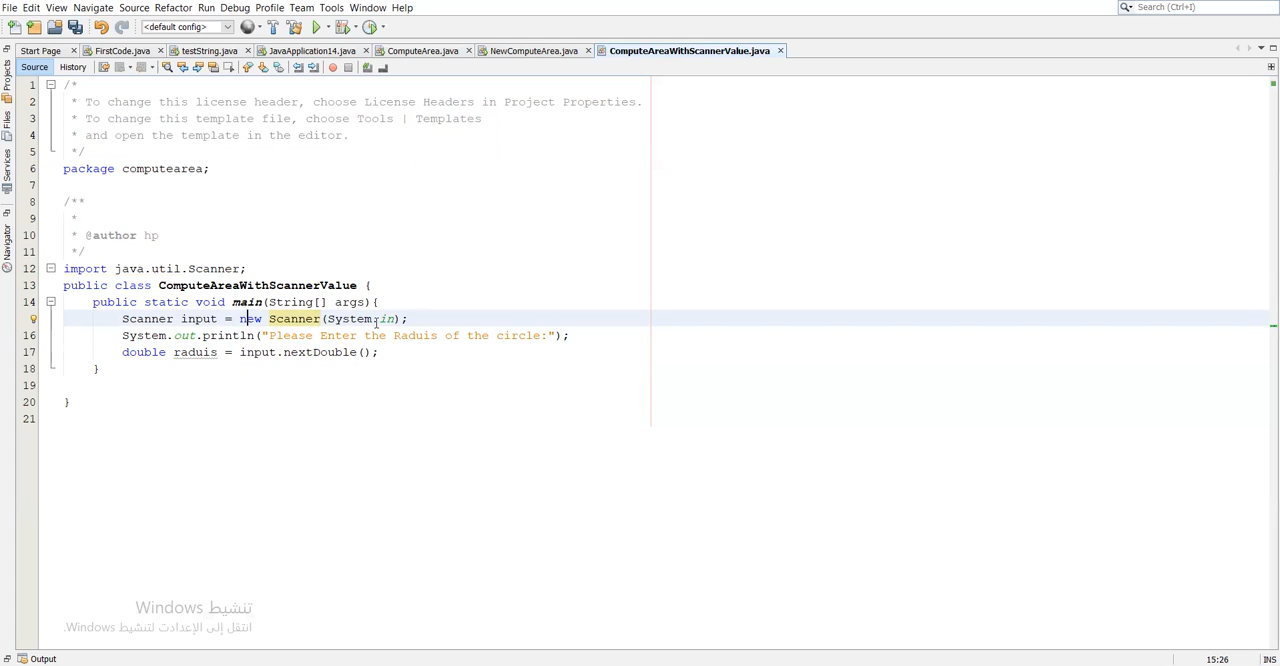 File Edit View Navigate Source Refactor Run Debug Profile Team Tools Window Help
Search (Ctrl+I)
<default config>
Start Page FirstCode.java testString.java JavaApplication14.java ComputeArea.java NewComputeArea.java ComputeAreaWithScannerValue.java
Source History
Projects
Files
Services
Navigator
1 /*
2 * To change this license header, choose License Headers in Project Properties.
3 * To change this template file, choose Tools | Templates
4 * and open the template in the editor.
5 */
6 package computearea;
7
8 /**
9 *
10 * @author hp
11 */
12 import java.util.Scanner;
13 public class ComputeAreaWithScannerValue {
14 public static void main(String[] args){
Scanner input = new Scanner(System.in);
16 System.out.println("Please Enter the Raduis of the circle:");
17 double raduis = input.nextDouble();
18 }
19
20 }
21
تنشيط Windows
انتقل إلى الإعدادت لتنشيط Windows.
Output
15:26 INS